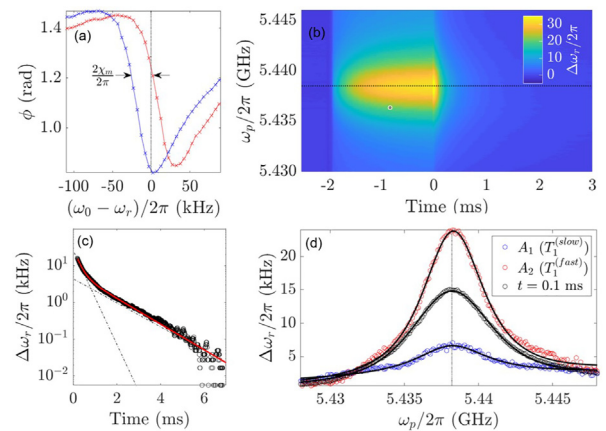 (a)
1.4
1.2
1.0
ϕ (rad)
2χm/2π
-100 -50 0 50
(ω0 − ωr)/2π (kHz)
(b)
5.445
5.440
5.435
5.430
ωp/2π (GHz)
-2 -1 0 1 2 3
Time (ms)
30
20
10
0
Δωr/2π
(c)
10^1
10^0
10^-1
10^-2
Δωr/2π (kHz)
0 2 4 6
Time (ms)
(d)
20
15
10
5
Δωr/2π (kHz)
A1 (T1^(slow))
A2 (T1^(fast))
t = 0.1 ms
5.43 5.435 5.44 5.445
ωp/2π (GHz)